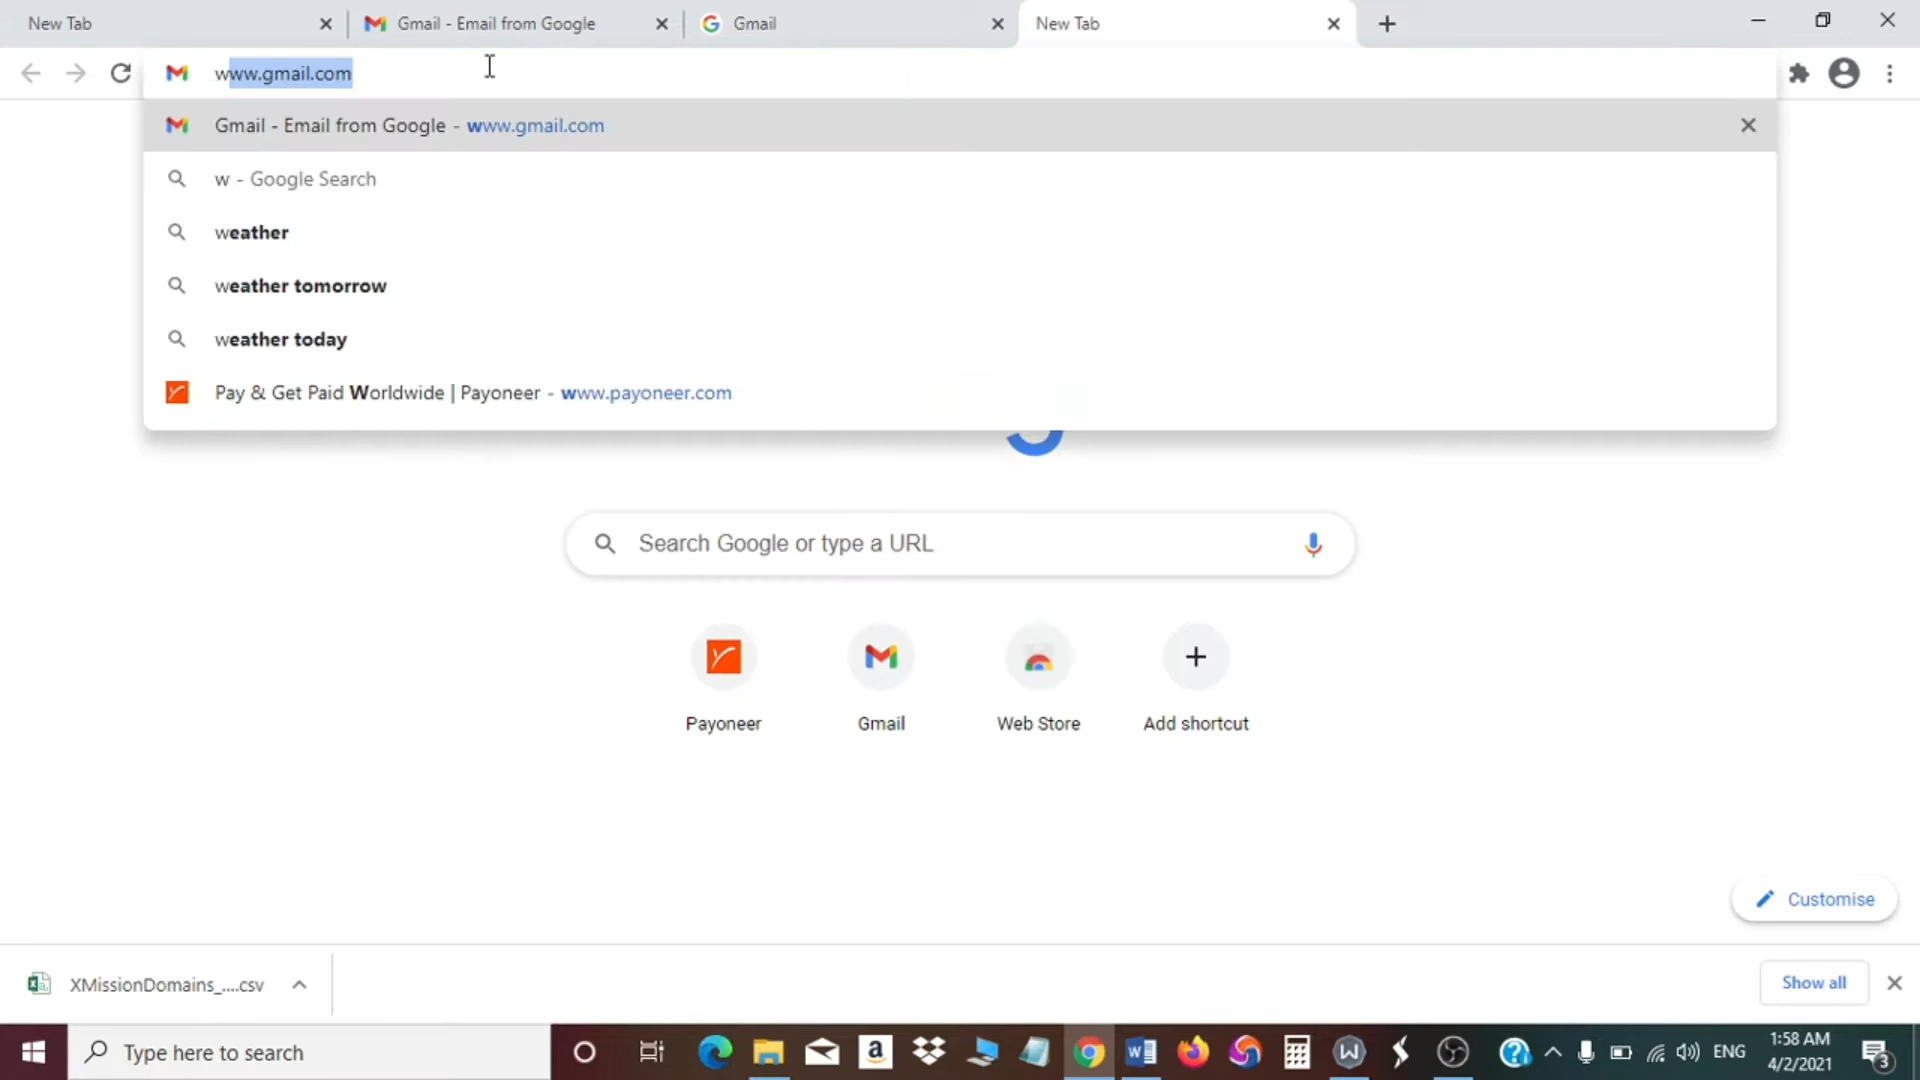 New Tab
Gmail - Email from Google
Gmail
New Tab
www.gmail.com
Gmail - Email from Google - www.gmail.com
w - Google Search
weather
weather tomorrow
weather today
Pay & Get Paid Worldwide | Payoneer - www.payoneer.com
Search Google or type a URL
Payoneer
Gmail
Web Store
Add shortcut
Customise
XMissionDomains_....csv
Show all
Type here to search
ENG
1:58 AM
4/2/2021
3